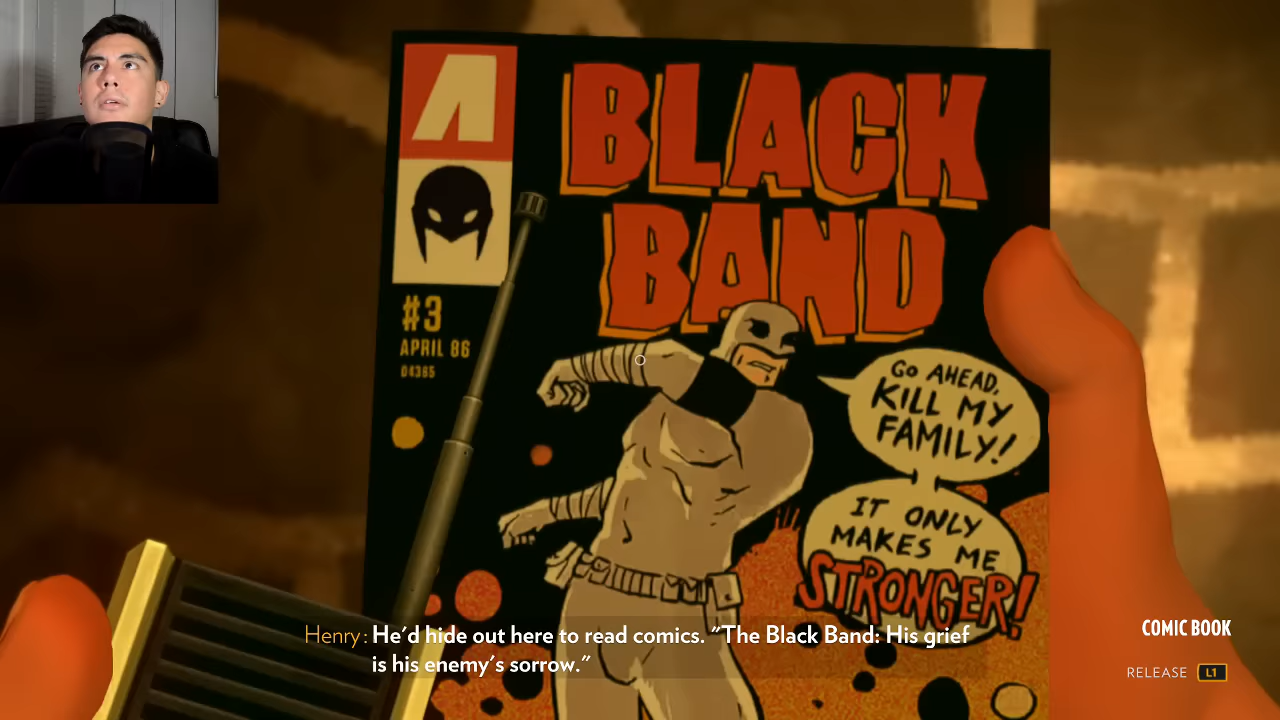 BLACK
BAND
#3
APRIL 86
04365
GO AHEAD,
KILL MY
FAMILY!
IT ONLY
MAKES ME
STRONGER!
Henry: He'd hide out here to read comics. "The Black Band: His grief
is his enemy's sorrow."
COMIC BOOK
RELEASE L1